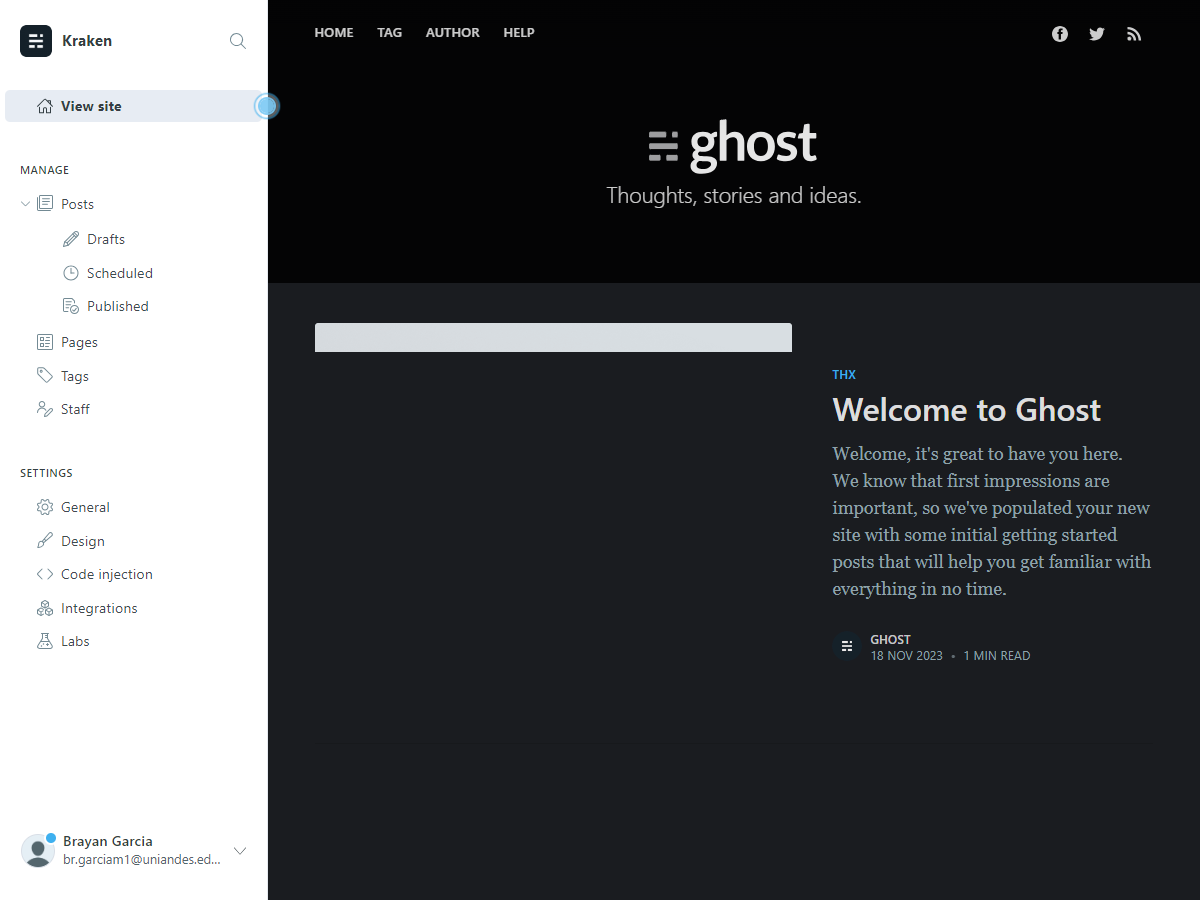 Kraken
View site
MANAGE
Posts
Drafts
Scheduled
Published
Pages
Tags
Staff
SETTINGS
General
Design
Code injection
Integrations
Labs
Brayan Garcia
br.garciam1@uniandes.ed...
HOME TAG AUTHOR HELP
ghost
Thoughts, stories and ideas.
THX
Welcome to Ghost
Welcome, it's great to have you here.
We know that first impressions are
important, so we've populated your new
site with some initial getting started
posts that will help you get familiar with
everything in no time.
GHOST
18 NOV 2023 • 1 MIN READ